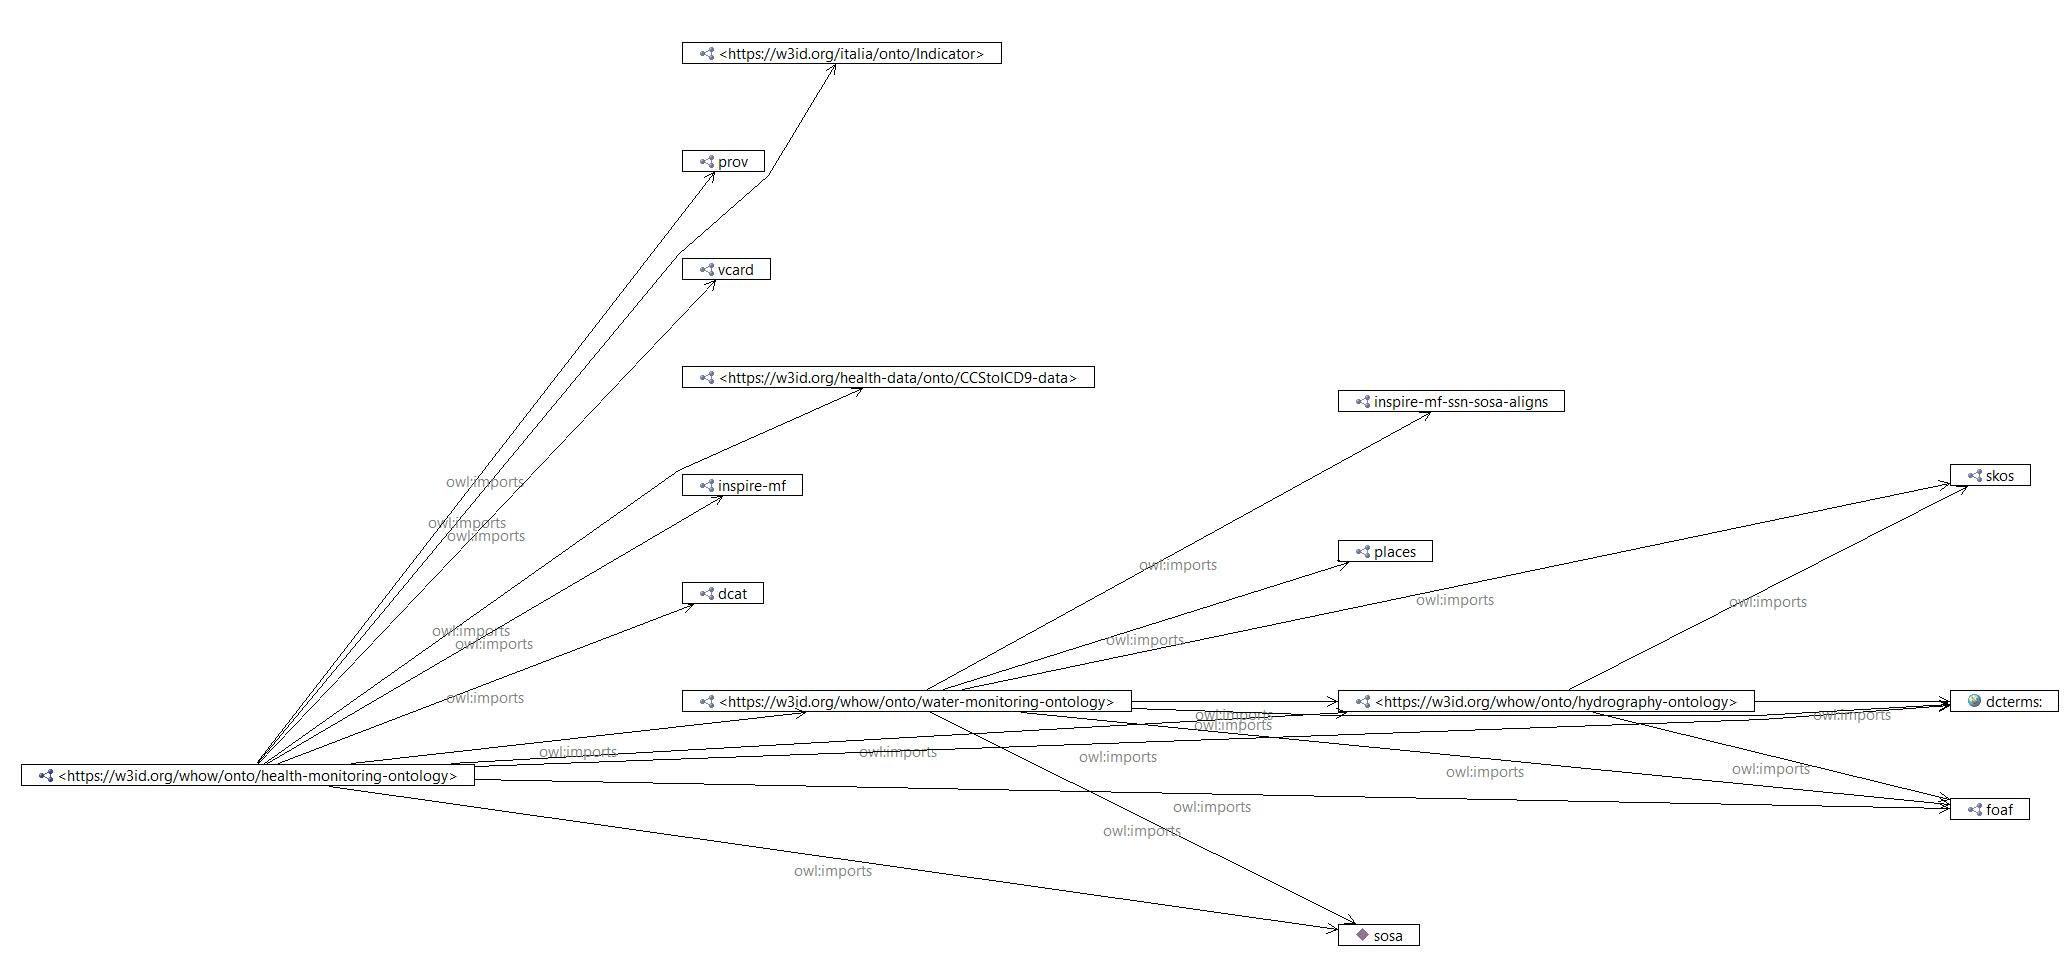 <https://w3id.org/italia/onto/Indicator>
prov
vcard
<https://w3id.org/health-data/onto/CCStoICD9-data>
inspire-mf-ssn-sosa-aligns
skos
owl:imports
inspire-mf
owl:imports
owl:imports
places
owl:imports
dcat
owl:imports
owl:imports
owl:imports
owl:imports
owl:imports
owl:imports
<https://w3id.org/whow/onto/water-monitoring-ontology>
<https://w3id.org/whow/onto/hydrography-ontology>
dcterms:
owl:imports
owl:imports
owl:imports
owl:imports
owl:imports
owl:imports
owl:imports
owl:imports
<https://w3id.org/whow/onto/health-monitoring-ontology>
owl:imports
foaf
owl:imports
owl:imports
sosa